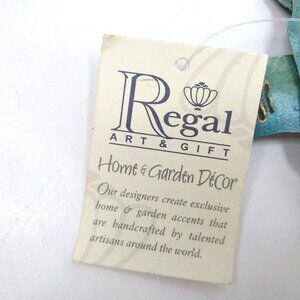 Regal
ART & GIFT
Home & Garden Décor
Our designers create exclusive
home & garden accents that
are handcrafted by talented
artisans around the world.